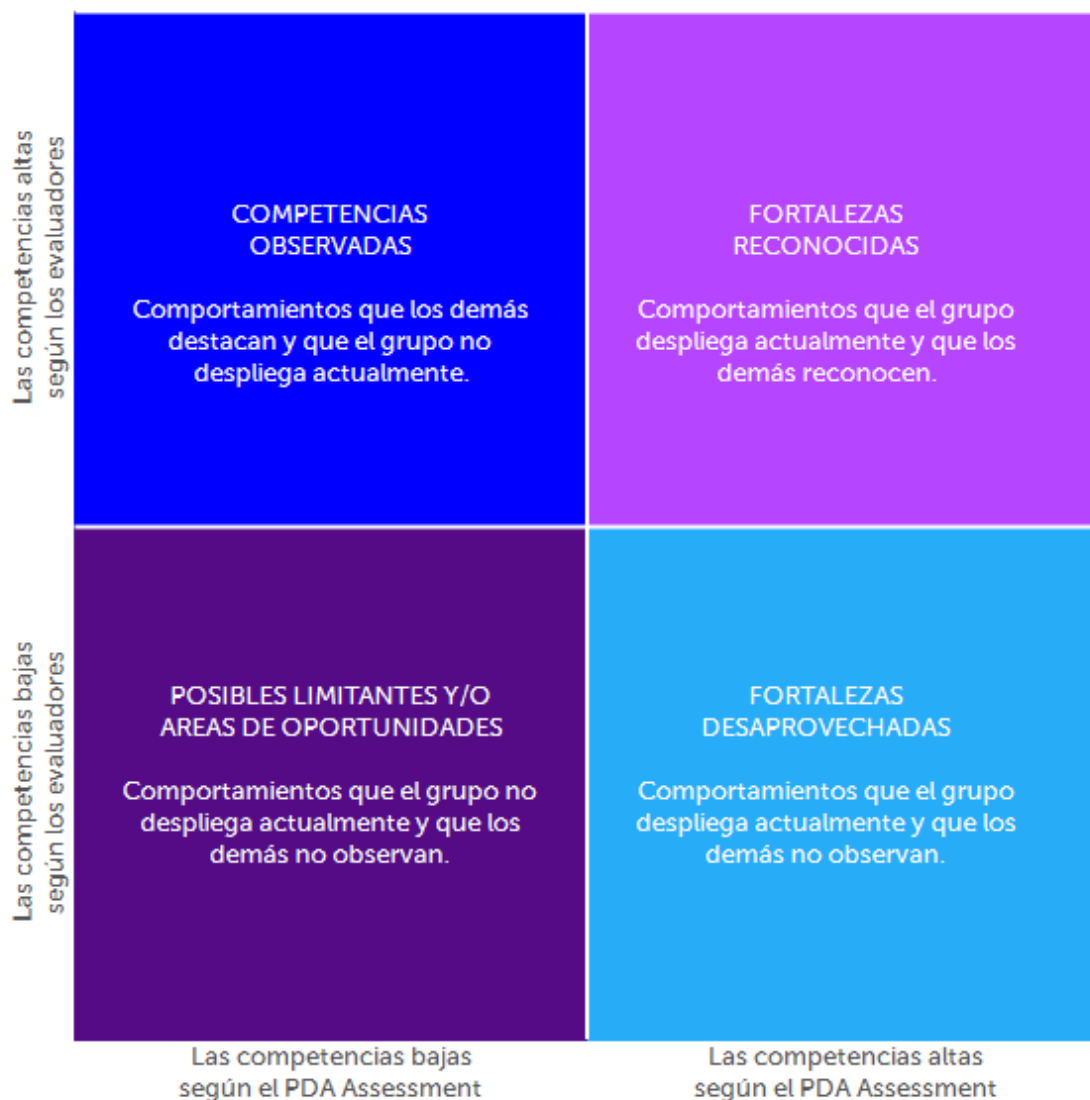 Las competencias altas
según los evaluadores
COMPETENCIAS
OBSERVADAS
Comportamientos que los demás
destacan y que el grupo no
despliega actualmente.
FORTALEZAS
RECONOCIDAS
Comportamientos que el grupo
despliega actualmente y que los
demás reconocen.
Las competencias bajas
según los evaluadores
POSIBLES LIMITANTES Y/O
AREAS DE OPORTUNIDADES
Comportamientos que el grupo no
despliega actualmente y que los
demás no observan.
FORTALEZAS
DESAPROVECHADAS
Comportamientos que el grupo
despliega actualmente y que los
demás no observan.
Las competencias bajas
según el PDA Assessment
Las competencias altas
según el PDA Assessment